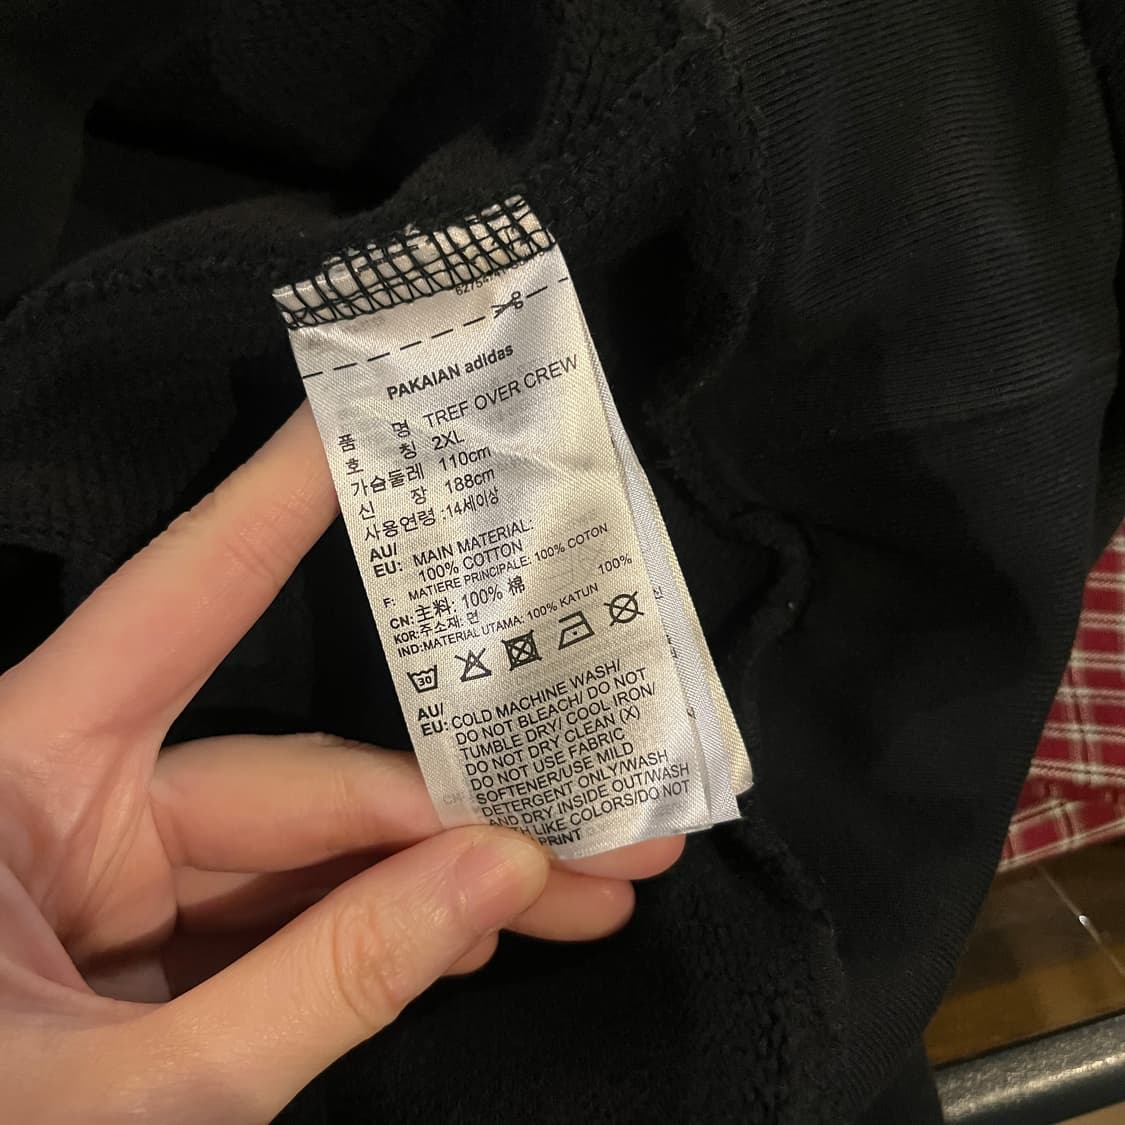 PAKAIAN adidas
품 명 TREF OVER CREW
호 칭 2XL
가슴둘레 110cm
신 장 188cm
사용연령 :14세이상
AU/
EU: MAIN MATERIAL:
100% COTTON
F: MATIERE PRINCIPALE: 100% COTON
CN: 主料: 100% 棉
KOR: 주소재: 면 100%
IND:MATERIAL UTAMA: 100% KATUN
30
AU/
EU: COLD MACHINE WASH/
DO NOT BLEACH/ DO NOT
TUMBLE DRY/ COOL IRON/
DO NOT DRY CLEAN (X)
DO NOT USE FABRIC
SOFTENER/USE MILD
DETERGENT ONLY/WASH
AND DRY INSIDE OUT/WASH
LIKE COLORS/DO NOT
PRINT